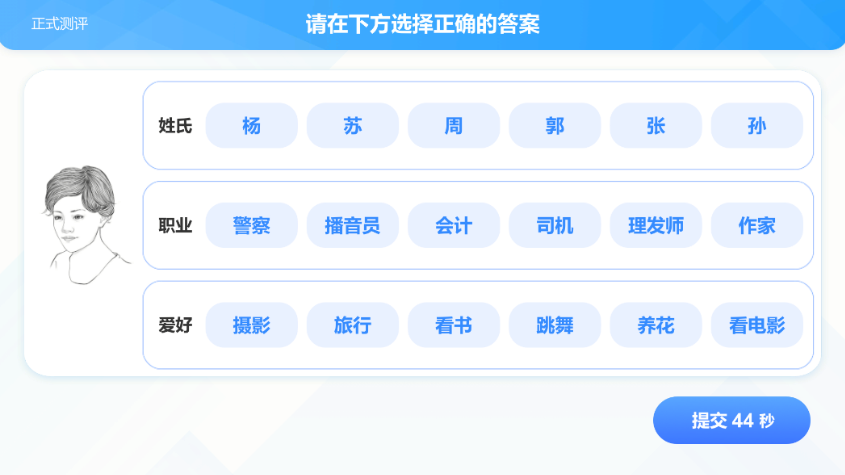 正式测评
请在下方选择正确的答案
姓氏 杨 苏 周 郭 张 孙
职业 警察 播音员 会计 司机 理发师 作家
爱好 摄影 旅行 看书 跳舞 养花 看电影
提交 44 秒